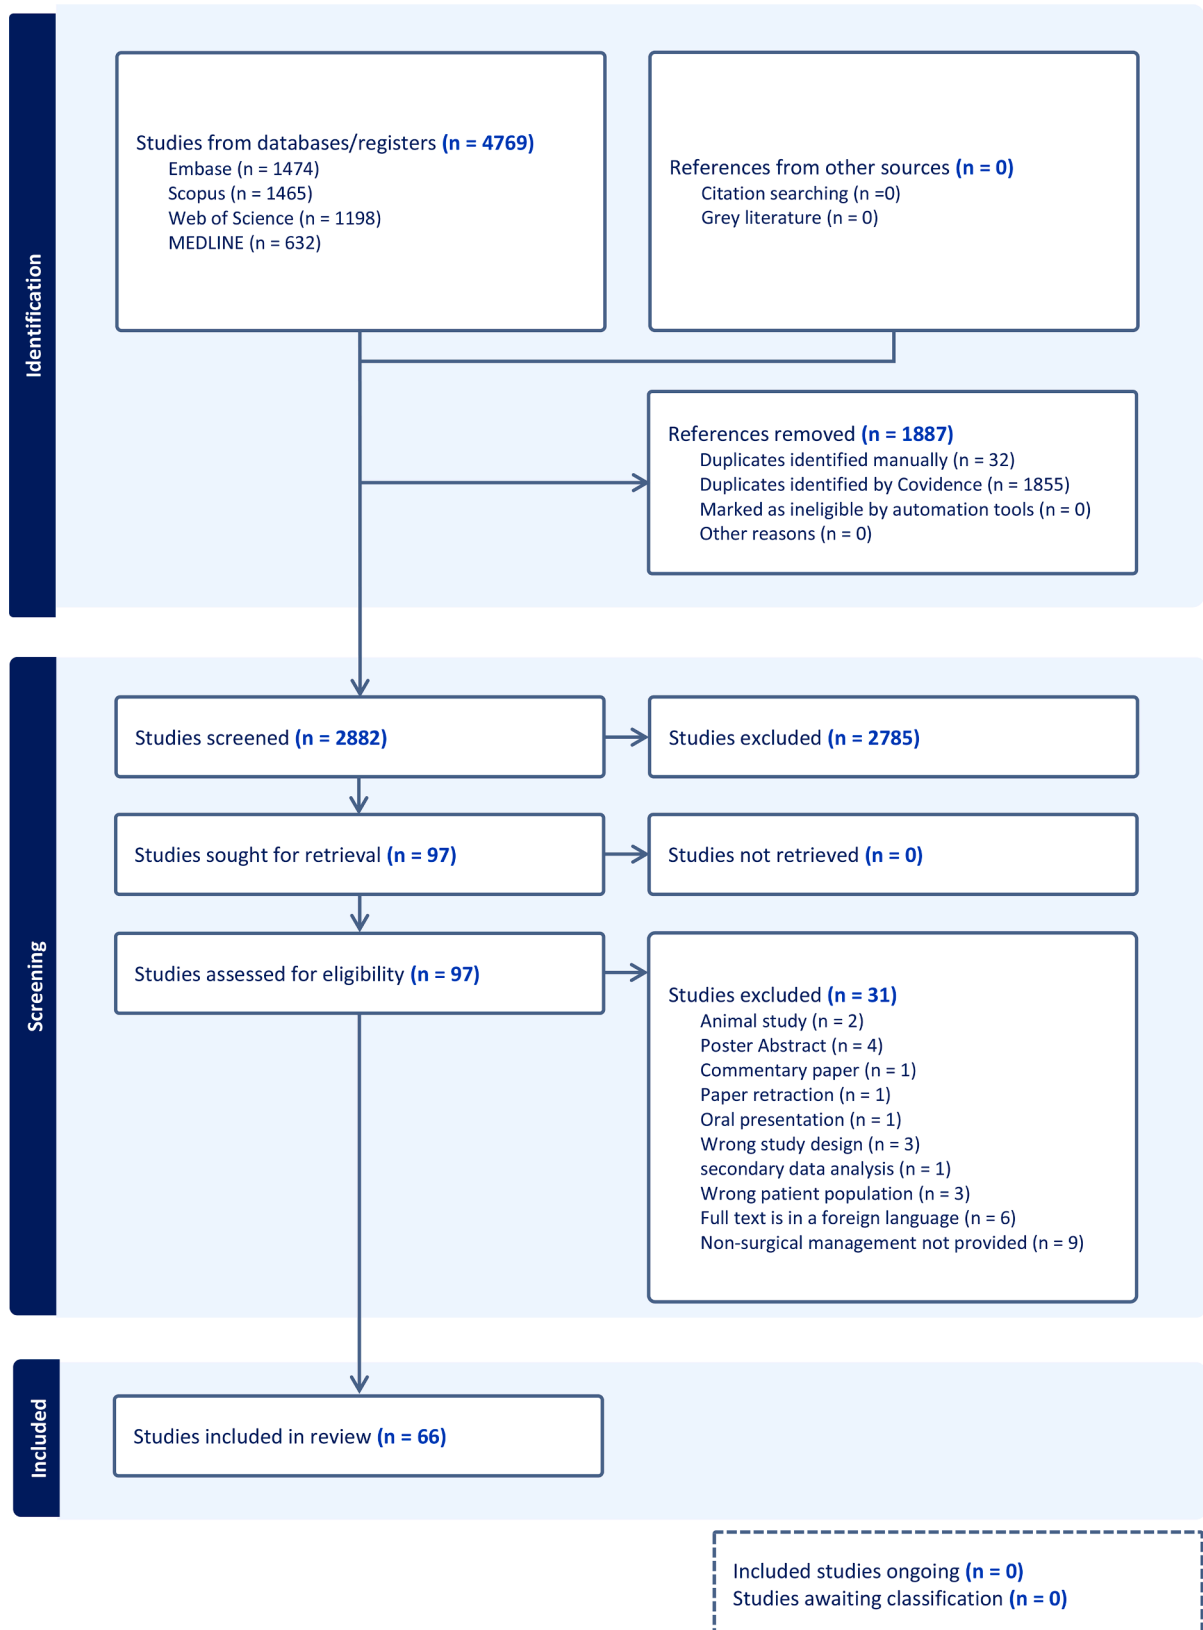 Identification
Studies from databases/registers (n = 4769)
Embase (n = 1474)
Scopus (n = 1465)
Web of Science (n = 1198)
MEDLINE (n = 632)
References from other sources (n = 0)
Citation searching (n =0)
Grey literature (n = 0)
References removed (n = 1887)
Duplicates identified manually (n = 32)
Duplicates identified by Covidence (n = 1855)
Marked as ineligible by automation tools (n = 0)
Other reasons (n = 0)
Screening
Studies screened (n = 2882)
Studies excluded (n = 2785)
Studies sought for retrieval (n = 97)
Studies not retrieved (n = 0)
Studies assessed for eligibility (n = 97)
Studies excluded (n = 31)
Animal study (n = 2)
Poster Abstract (n = 4)
Commentary paper (n = 1)
Paper retraction (n = 1)
Oral presentation (n = 1)
Wrong study design (n = 3)
secondary data analysis (n = 1)
Wrong patient population (n = 3)
Full text is in a foreign language (n = 6)
Non-surgical management not provided (n = 9)
Included
Studies included in review (n = 66)
Included studies ongoing (n = 0)
Studies awaiting classification (n = 0)